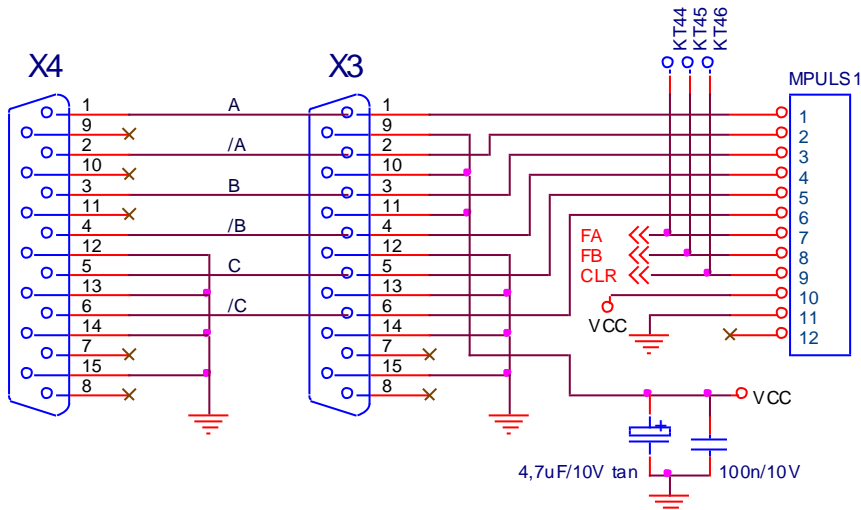 KT44
KT45
KT46
X4
X3
MPULS1
1
A
1
1
9
9
2
/A
2
2
10
10
3
3
B
3
11
11
4
4
/B
4
5
12
12
6
5
C
5
FA
7
13
13
FB
8
6
/C
6
CLR
9
14
14
10
7
7
VCC
11
15
15
12
8
8
VCC
+
4,7uF/10V tan
100n/10V